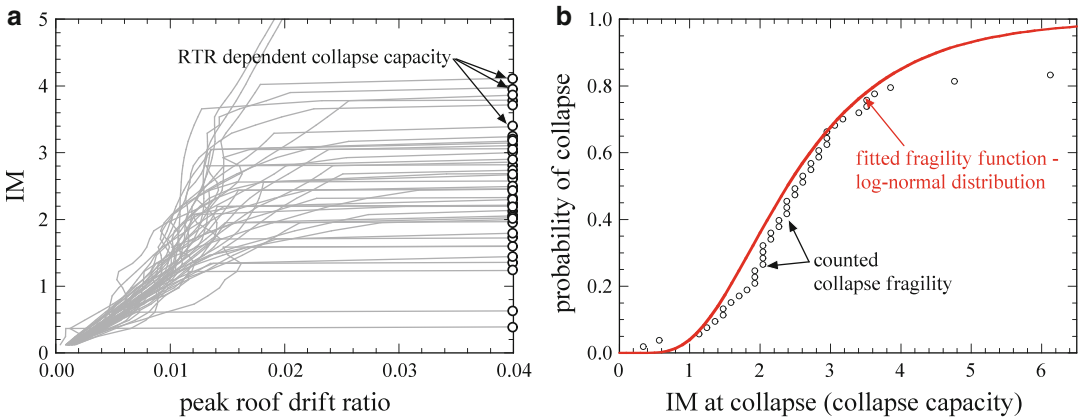 a
5
4
3
2
1
0
IM
RTR dependent collapse capacity
0.00
0.01
0.02
0.03
0.04
peak roof drift ratio
b
1.0
0.8
0.6
0.4
0.2
0.0
probability of collapse
fitted fragility function -
log-normal distribution
counted
collapse fragility
0
1
2
3
4
5
6
IM at collapse (collapse capacity)